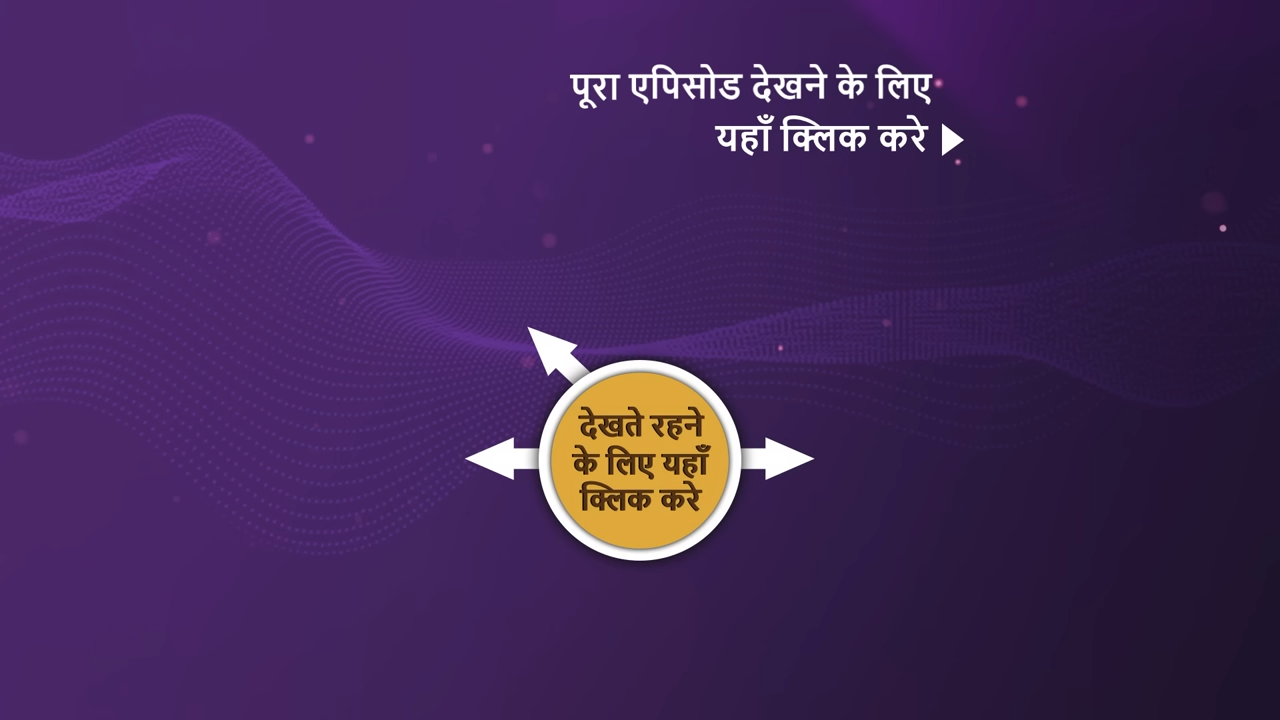 पूरा एपिसोड देखने के लिए
यहाँ क्लिक करे
देखते रहने
के लिए यहाँ
क्लिक करे